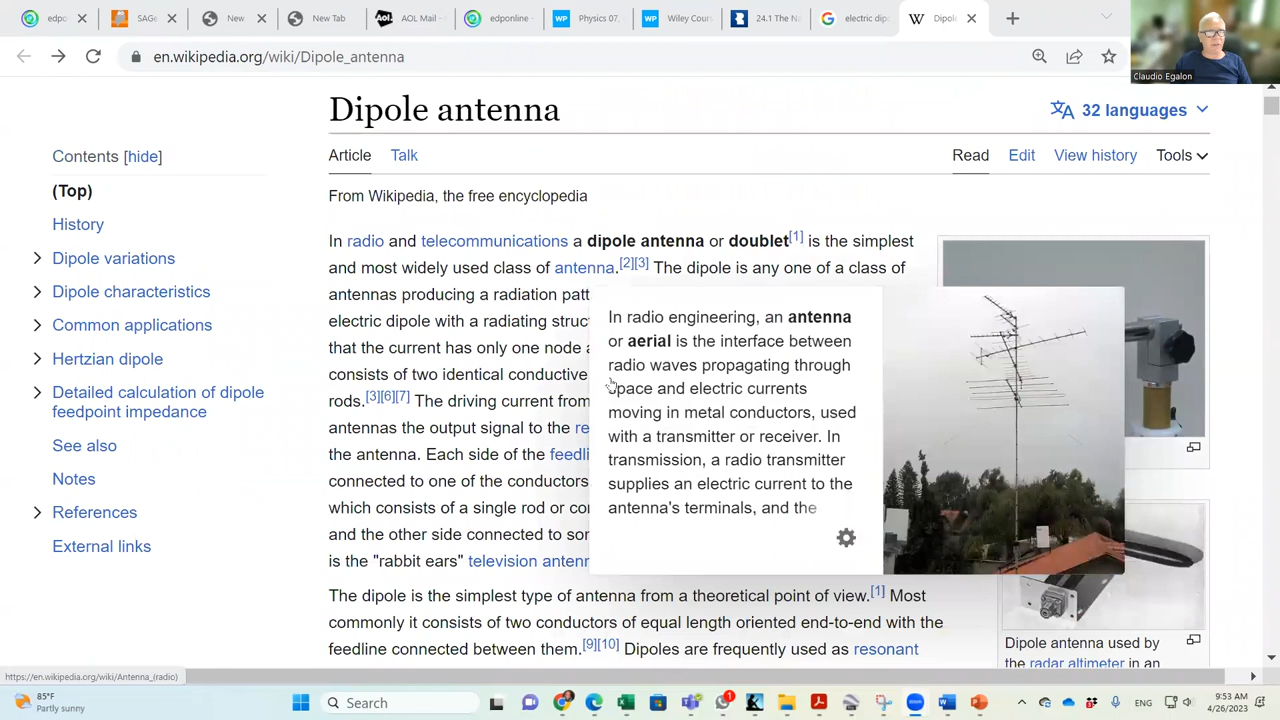 edpo
SAGe
New
New Tab
AOL Mail -
edponline
Physics 07.
Wiley Cour
24.1 The Na
electric dipo
Dipole
en.wikipedia.org/wiki/Dipole_antenna
Claudio Egalon
Dipole antenna
32 languages
Contents [hide]
Article Talk
Read Edit View history Tools
(Top)
From Wikipedia, the free encyclopedia
History
Dipole variations
Dipole characteristics
Common applications
Hertzian dipole
Detailed calculation of dipole
feedpoint impedance
See also
Notes
References
External links
In radio and telecommunications a dipole antenna or doublet[1] is the simplest
and most widely used class of antenna.[2][3] The dipole is any one of a class of
antennas producing a radiation patt
electric dipole with a radiating struc
that the current has only one node
consists of two identical conductive
rods.[3][6][7] The driving current from
antennas the output signal to the re
the antenna. Each side of the feedli
connected to one of the conductors
which consists of a single rod or co
and the other side connected to so
is the "rabbit ears" television anten
In radio engineering, an antenna
or aerial is the interface between
radio waves propagating through
space and electric currents
moving in metal conductors, used
with a transmitter or receiver. In
transmission, a radio transmitter
supplies an electric current to the
antenna's terminals, and the
The dipole is the simplest type of antenna from a theoretical point of view.[1] Most
commonly it consists of two conductors of equal length oriented end-to-end with the
feedline connected between them.[9][10] Dipoles are frequently used as resonant
Dipole antenna used by
the radar altimeter in an
https://en.wikipedia.org/wiki/Antenna_(radio)
85°F
Partly sunny
Search
1
ENG
9:53 AM
4/26/2023